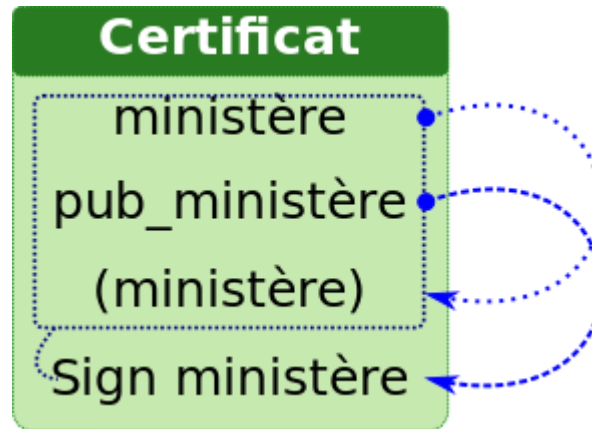 Certificat
ministère
pub_ministère
(ministère)
Sign ministère